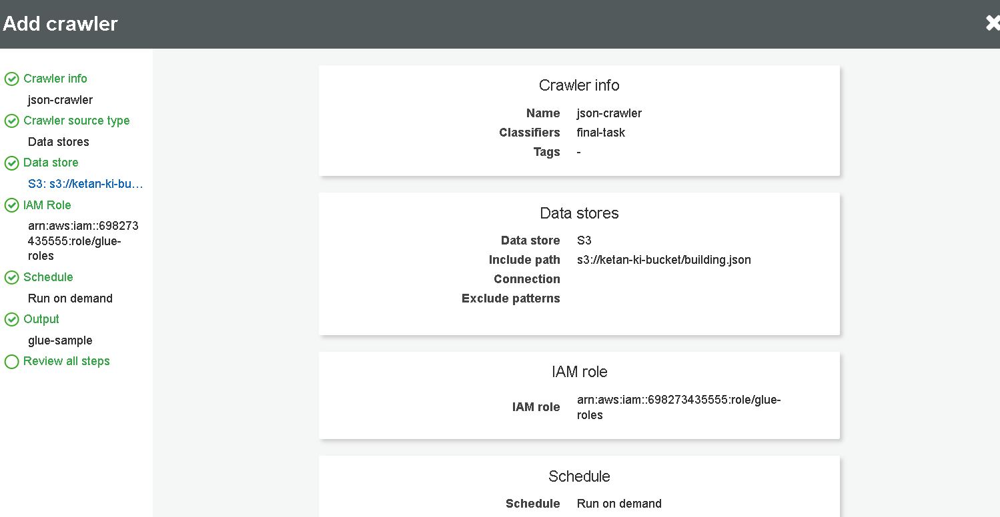 Add crawler
Crawler info
json-crawler
Crawler source type
Data stores
Data store
S3: s3://ketan-ki-bu...
IAM Role
arn:aws:iam::698273
435555:role/glue-
roles
Schedule
Run on demand
Output
glue-sample
Review all steps
Crawler info
Name json-crawler
Classifiers final-task
Tags -
Data stores
Data store S3
Include path s3://ketan-ki-bucket/building.json
Connection
Exclude patterns
IAM role
IAM role arn:aws:iam::698273435555:role/glue-
roles
Schedule
Schedule Run on demand